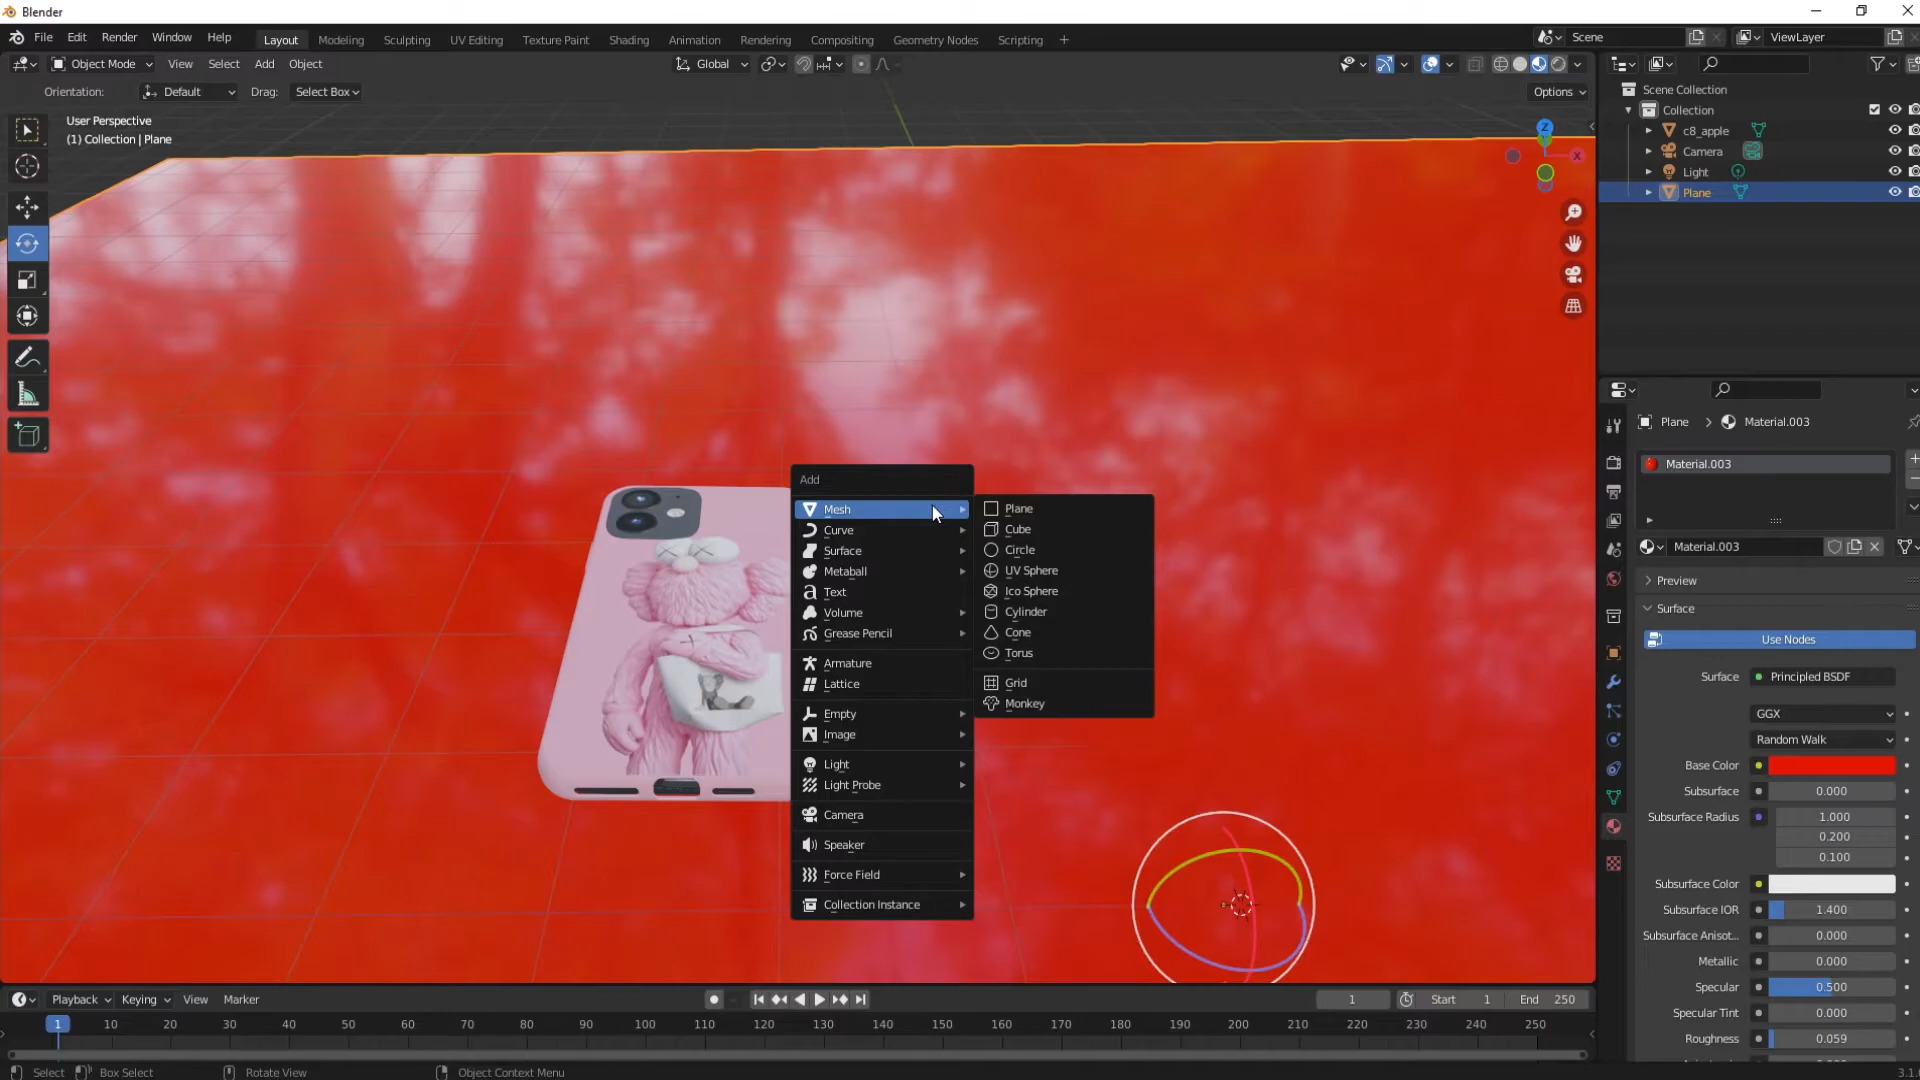 Blender
File Edit Render Window Help
Layout Modeling Sculpting UV Editing Texture Paint Shading Animation Rendering Compositing Geometry Nodes Scripting +
Scene
ViewLayer
Object Mode View Select Add Object
Global
Orientation: Default Drag: Select Box
Options
User Perspective
(1) Collection | Plane
Z
X
Scene Collection
Collection
c8_apple
Camera
Light
Plane
Add
Mesh
Curve
Surface
Metaball
Text
Volume
Grease Pencil
Armature
Lattice
Empty
Image
Light
Light Probe
Camera
Speaker
Force Field
Collection Instance
Plane
Cube
Circle
UV Sphere
Ico Sphere
Cylinder
Cone
Torus
Grid
Monkey
Plane > Material.003
Material.003
Material.003
Preview
Surface
Use Nodes
Surface Principled BSDF
GGX
Random Walk
Base Color
Subsurface 0.000
Subsurface Radius 1.000
0.200
0.100
Subsurface Color
Subsurface IOR 1.400
Subsurface Anisot... 0.000
Metallic 0.000
Specular 0.500
Specular Tint 0.000
Roughness 0.059
Playback Keying View Marker
1 Start 1 End 250
1 10 20 30 40 50 60 70 80 90 100 110 120 130 140 150 160 170 180 190 200 210 220 230 240 250
Select Box Select Rotate View Object Context Menu